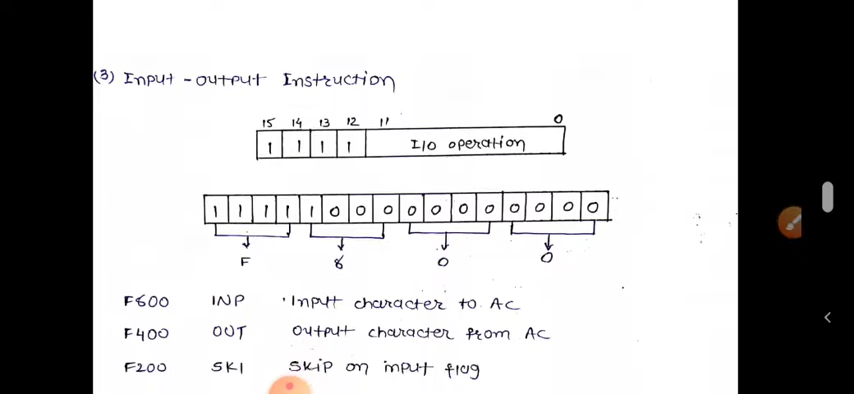 (3) Input - output Instruction
15 14 13 12 11 0
1 1 1 1 I/O operation
1 1 1 1 1 0 0 0 0 0 0 0 0 0 0 0
F 8 0 0
F800 INP Input character to AC
F400 OUT Output character from AC
F200 SKI Skip on input flug